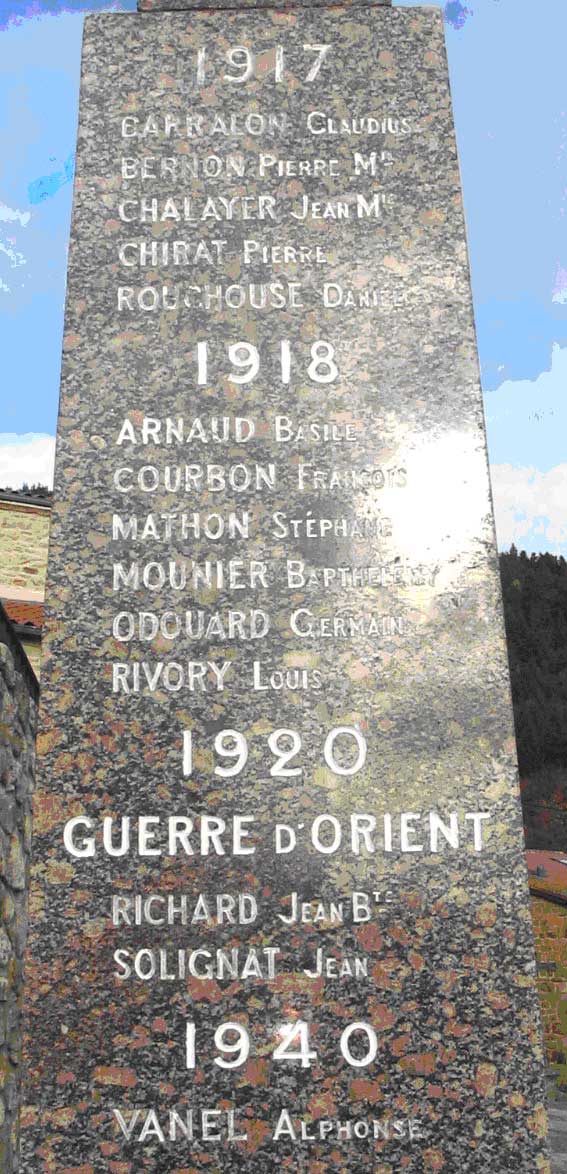 1917
BARRALON CLAUDIUS
BERNON PIERRE Mⁱᵉ
CHALAYER JEAN Mⁱᵉ
CHIRAT PIERRE
ROUCHOUSE DANIEL
1918
ARNAUD BASILE
COURBON FRANÇOIS
MATHON STÉPHANE
MOUNIER BARTHÉLEMY
ODOUARD GERMAIN
RIVORY LOUIS
1920
GUERRE D'ORIENT
RICHARD JEAN Bᵗᵉ
SOLIGNAT JEAN
1940
VANEL ALPHONSE